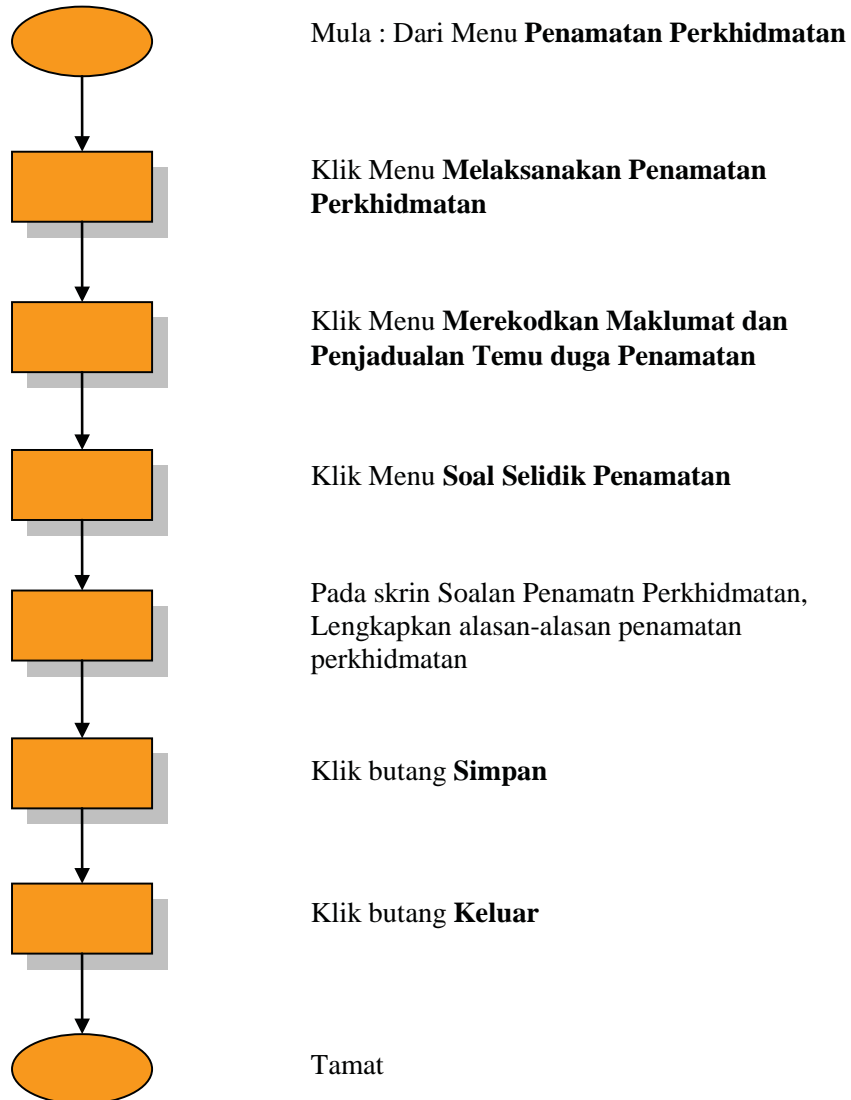 Mula : Dari Menu Penamatan Perkhidmatan
Klik Menu Melaksanakan Penamatan
Perkhidmatan
Klik Menu Merekodkan Maklumat dan
Penjadualan Temu duga Penamatan
Klik Menu Soal Selidik Penamatan
Pada skrin Soalan Penamatn Perkhidmatan,
Lengkapkan alasan-alasan penamatan
perkhidmatan
Klik butang Simpan
Klik butang Keluar
Tamat